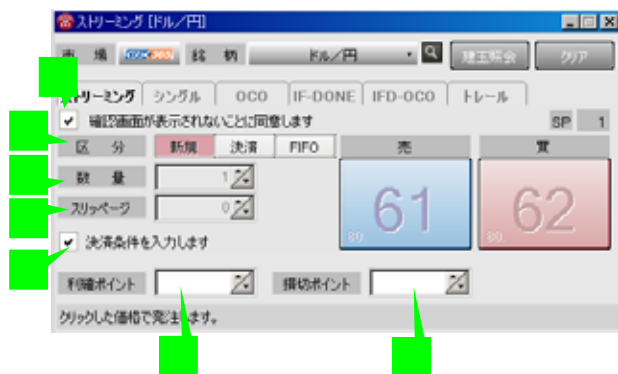 ストリーミング [ドル／円]
市 場 銘 柄 ドル／円 建玉照会 クリア
ストリーミング シングル OCO IF-DONE IFD-OCO トレール
確認画面が表示されないことに同意します SP 1
区 分 新規 決済 FIFO 売 買
数 量 1
スリッページ 0
61 62
89. 89.
決済条件を入力します
利確ポイント 損切ポイント
クリックした価格で発注します。